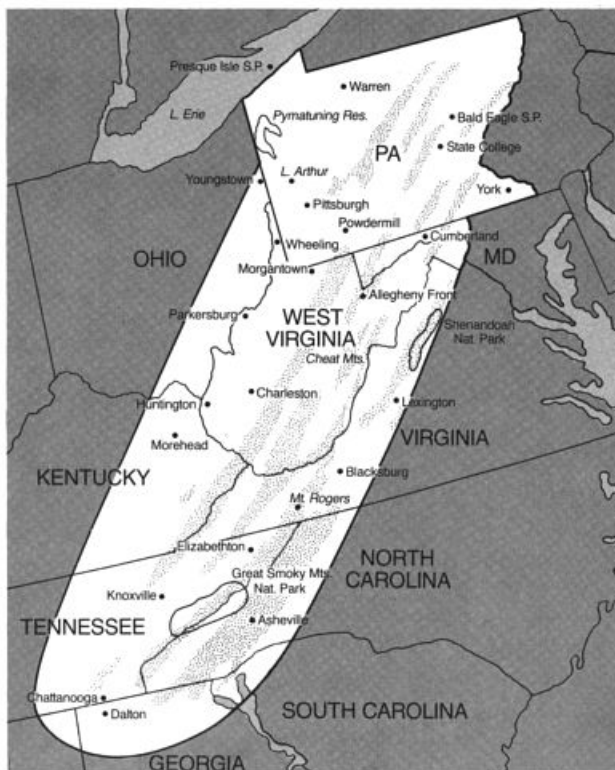 Presque Isle S.P.
Warren
L. Erie
Pymatuning Res.
Bald Eagle S.P.
PA
State College
L. Arthur
Youngstown
York
Pittsburgh
Powdermill
Cumberland
Wheeling
OHIO
MD
Morgantown
Allegheny Front
Parkersburg
WEST
VIRGINIA
Shenandoah
Nat. Park
Cheat Mts.
Charleston
Huntington
Lexington
Morehead
VIRGINIA
KENTUCKY
Blacksburg
Mt. Rogers
Elizabethton
NORTH
CAROLINA
Great Smoky Mts.
Nat. Park
Knoxville
TENNESSEE
Asheville
Chattanooga
Dalton
SOUTH CAROLINA
GEORGIA